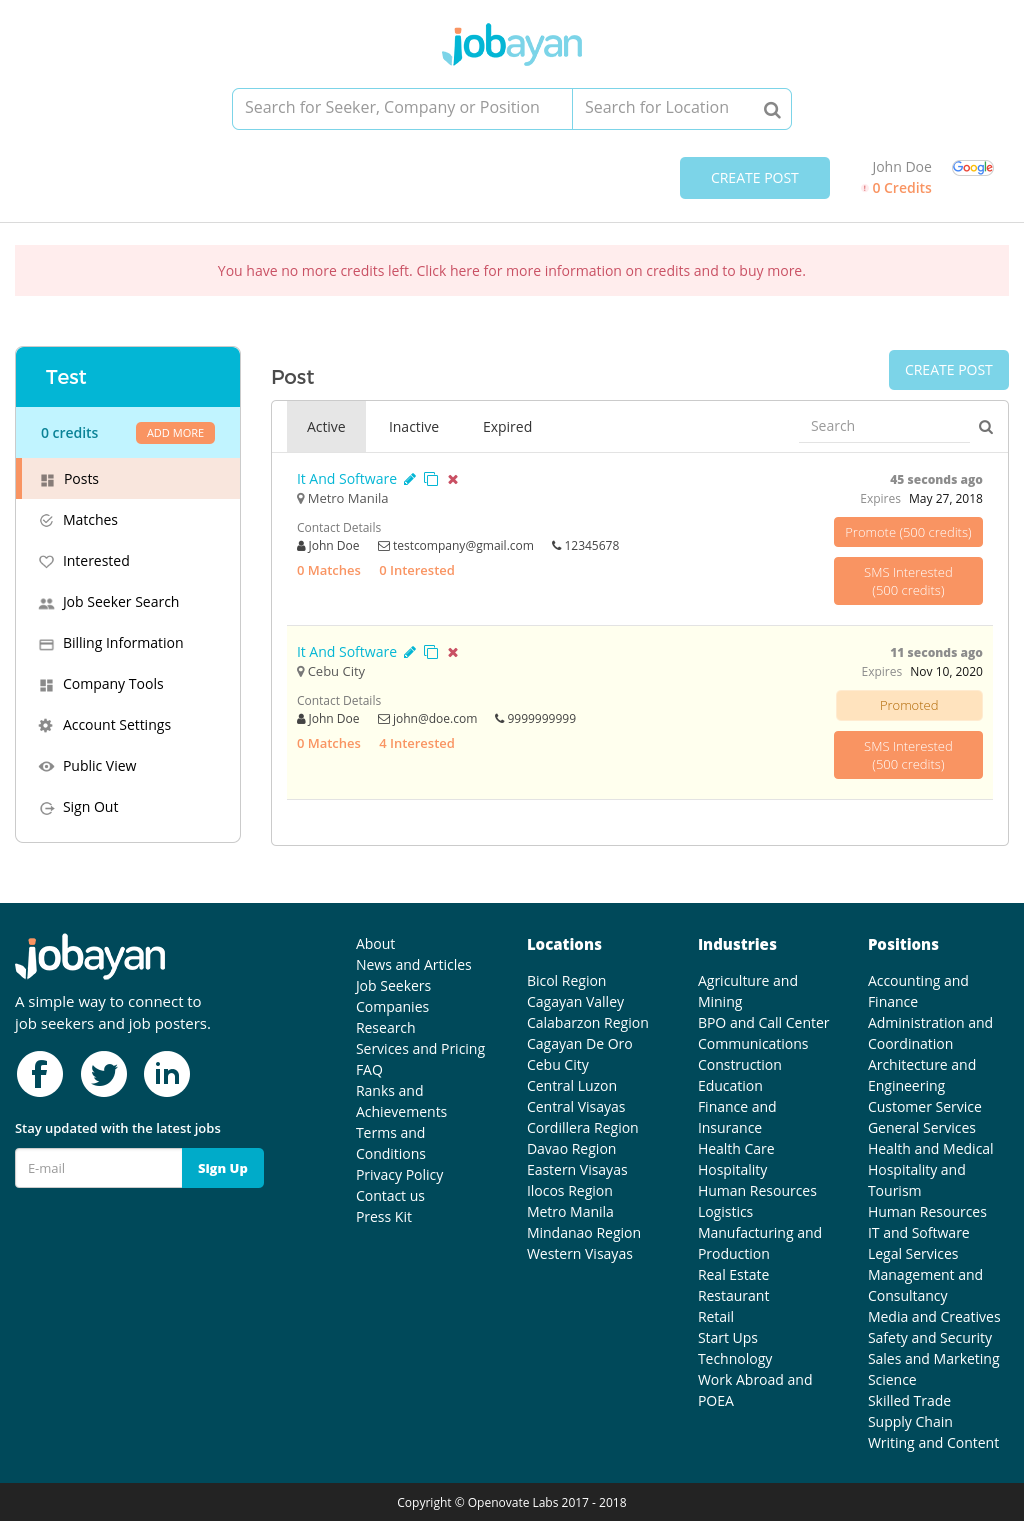 jobayan
Search for Seeker, Company or Position
Search for Location
CREATE POST
John Doe
0 Credits
Google
You have no more credits left. Click here for more information on credits and to buy more.
Test
0 credits
ADD MORE
Posts
Matches
Interested
Job Seeker Search
Billing Information
Company Tools
Account Settings
Public View
Sign Out
Post
CREATE POST
Active
Inactive
Expired
Search
It And Software
45 seconds ago
Metro Manila
Expires May 27, 2018
Contact Details
John Doe
testcompany@gmail.com
12345678
0 Matches
0 Interested
Promote (500 credits)
SMS Interested
(500 credits)
It And Software
11 seconds ago
Cebu City
Expires Nov 10, 2020
Contact Details
John Doe
john@doe.com
9999999999
0 Matches
4 Interested
Promoted
SMS Interested
(500 credits)
jobayan
A simple way to connect to
job seekers and job posters.
Stay updated with the latest jobs
E-mail
Sign Up
About
News and Articles
Job Seekers
Companies
Research
Services and Pricing
FAQ
Ranks and
Achievements
Terms and
Conditions
Privacy Policy
Contact us
Press Kit
Locations
Bicol Region
Cagayan Valley
Calabarzon Region
Cagayan De Oro
Cebu City
Central Luzon
Central Visayas
Cordillera Region
Davao Region
Eastern Visayas
Ilocos Region
Metro Manila
Mindanao Region
Western Visayas
Industries
Agriculture and
Mining
BPO and Call Center
Communications
Construction
Education
Finance and
Insurance
Health Care
Hospitality
Human Resources
Logistics
Manufacturing and
Production
Real Estate
Restaurant
Retail
Start Ups
Technology
Work Abroad and
POEA
Positions
Accounting and
Finance
Administration and
Coordination
Architecture and
Engineering
Customer Service
General Services
Health and Medical
Hospitality and
Tourism
Human Resources
IT and Software
Legal Services
Management and
Consultancy
Media and Creatives
Safety and Security
Sales and Marketing
Science
Skilled Trade
Supply Chain
Writing and Content
Copyright © Openovate Labs 2017 - 2018